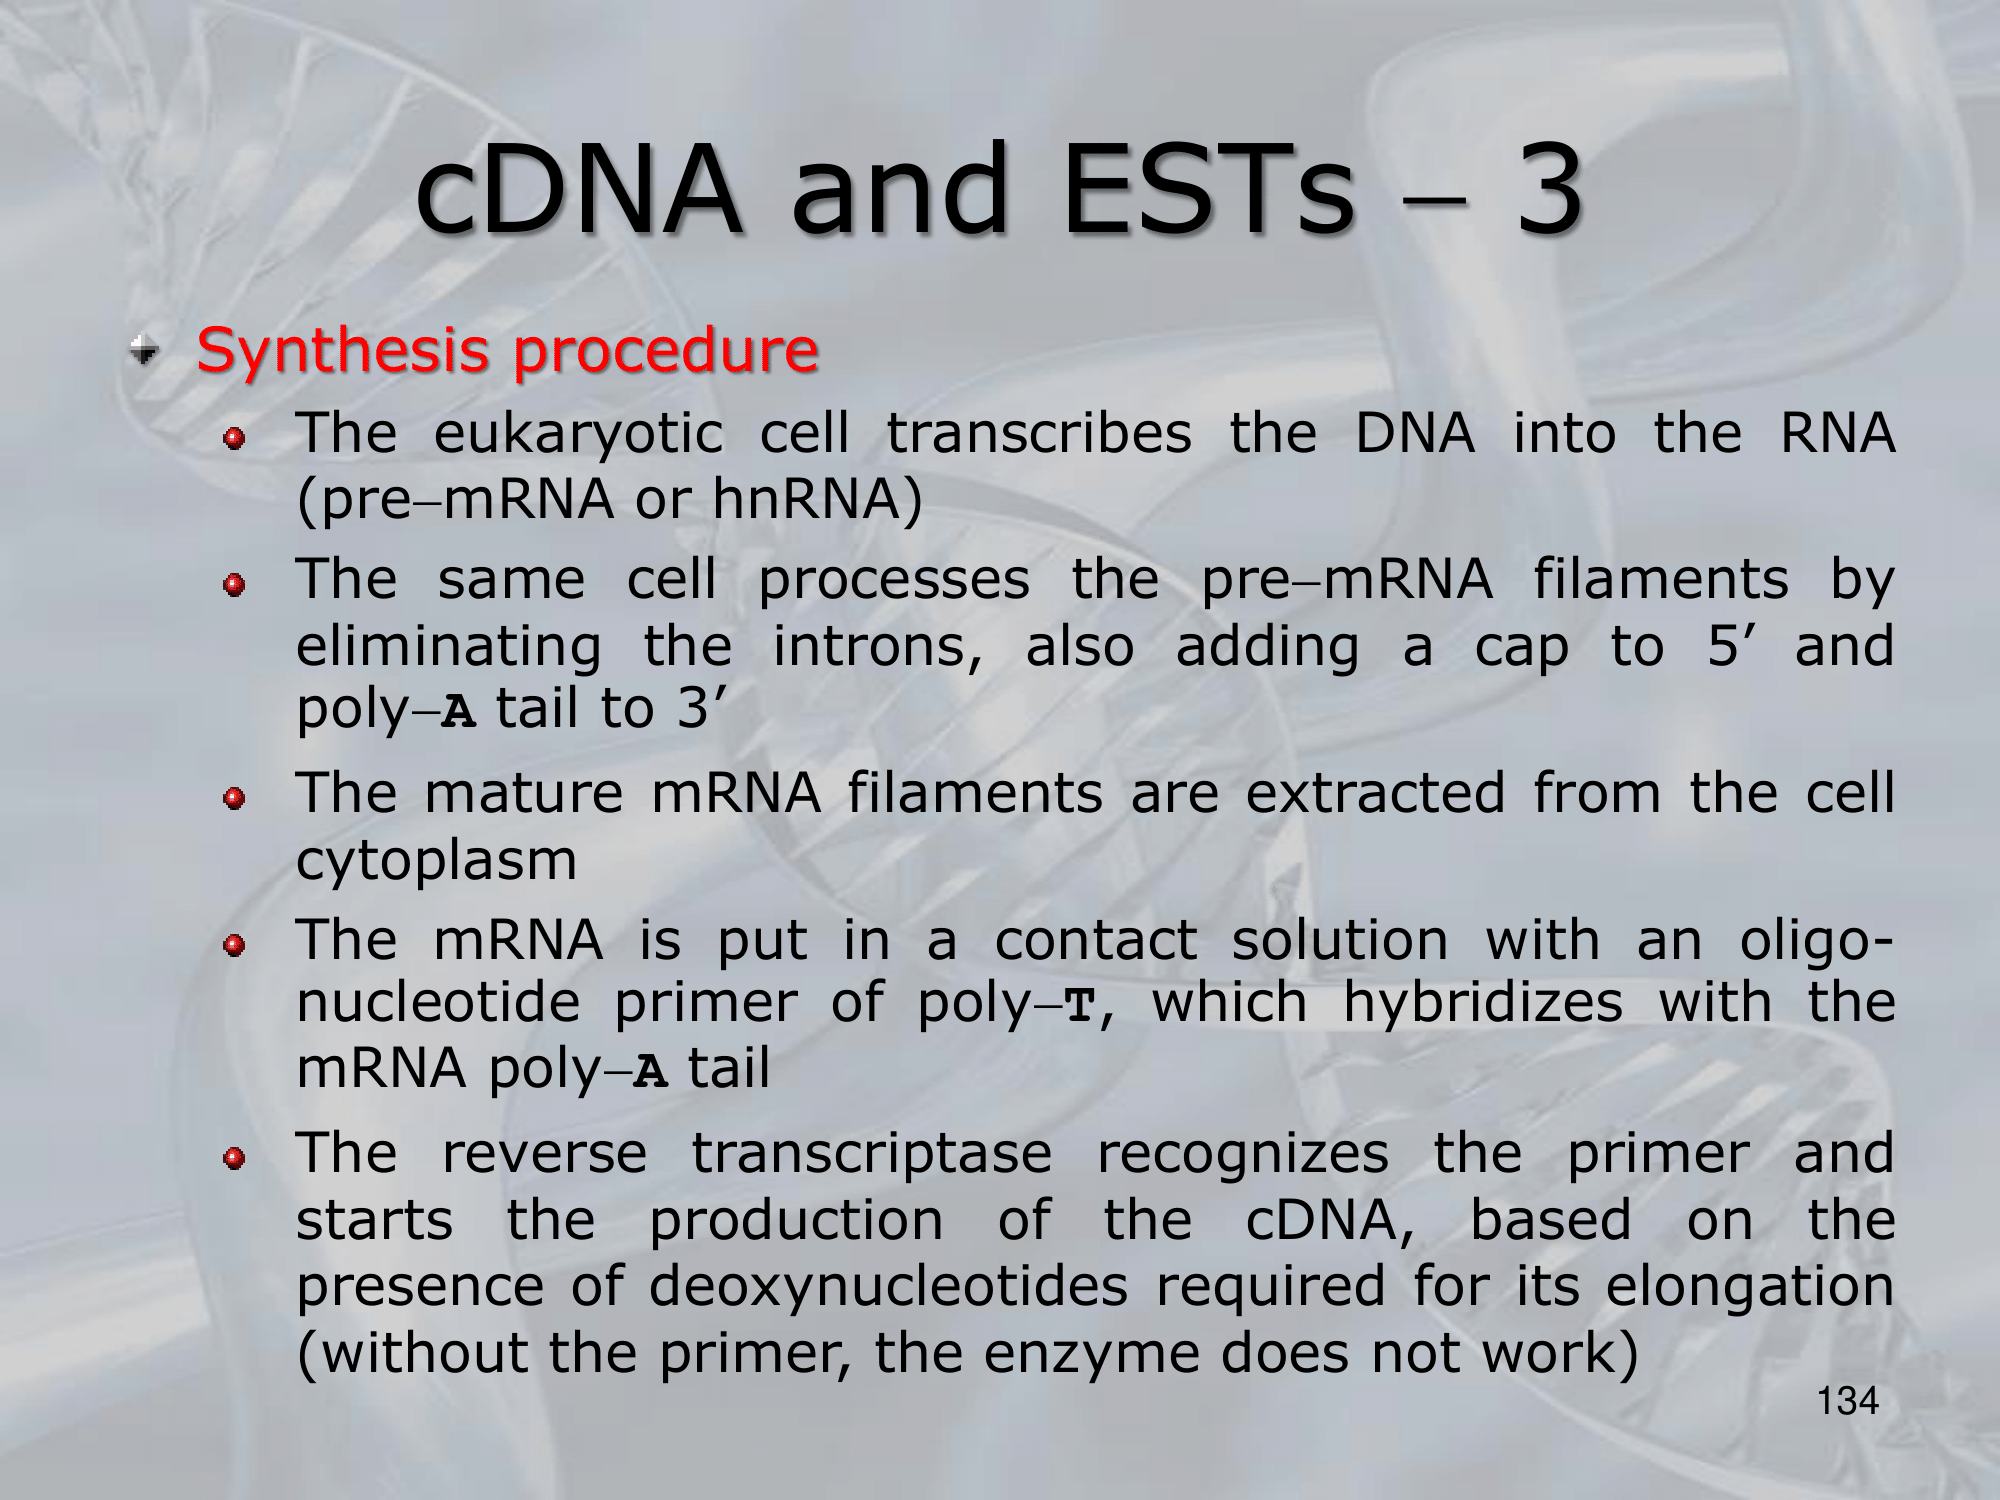 cDNA and ESTs – 3
Synthesis procedure
The eukaryotic cell transcribes the DNA into the RNA
(pre–mRNA or hnRNA)
The same cell processes the pre–mRNA filaments by
eliminating the introns, also adding a cap to 5′ and
poly–A tail to 3′
The mature mRNA filaments are extracted from the cell
cytoplasm
The mRNA is put in a contact solution with an oligo-
nucleotide primer of poly–T, which hybridizes with the
mRNA poly–A tail
The reverse transcriptase recognizes the primer and
starts the production of the cDNA, based on the
presence of deoxynucleotides required for its elongation
(without the primer, the enzyme does not work)
134